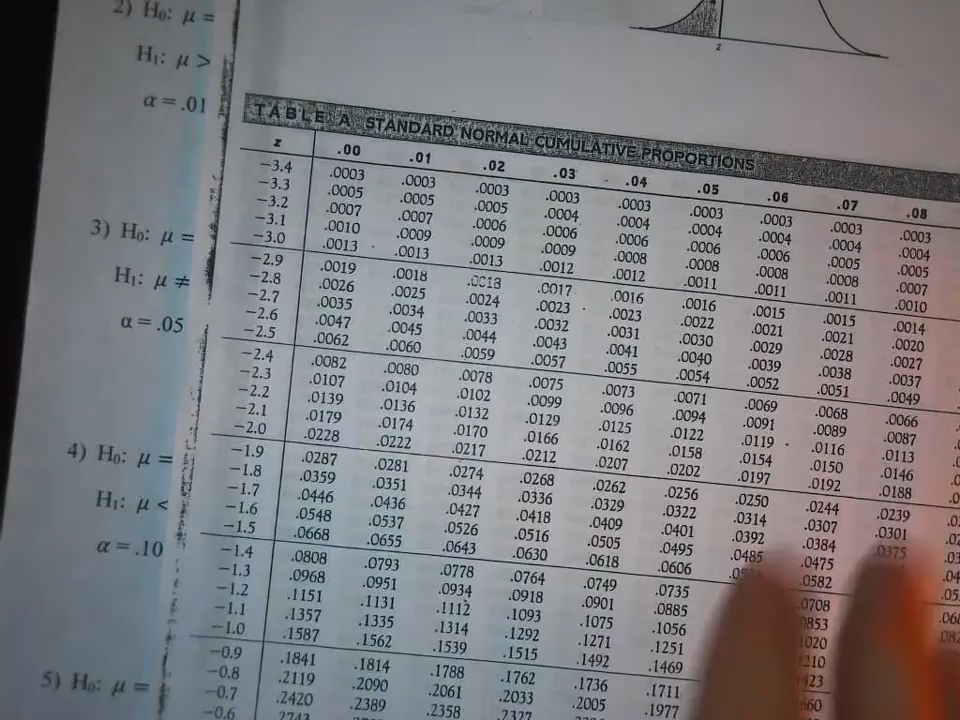 2) H₀: μ =
H₁: μ >
α = .01
3) H₀: μ =
H₁: μ ≠
α = .05
4) H₀: μ =
H₁: μ <
α = .10
5) H₀: μ =
z
TABLE A STANDARD NORMAL CUMULATIVE PROPORTIONS
z .00 .01 .02 .03 .04 .05 .06 .07 .08
−3.4 .0003 .0003 .0003 .0003 .0003 .0003 .0003 .0003 .0003
−3.3 .0005 .0005 .0005 .0004 .0004 .0004 .0004 .0004 .0004
−3.2 .0007 .0007 .0006 .0006 .0006 .0006 .0006 .0005 .0005
−3.1 .0010 .0009 .0009 .0009 .0008 .0008 .0008 .0008 .0007
−3.0 .0013 .0013 .0013 .0012 .0012 .0011 .0011 .0011 .0010
−2.9 .0019 .0018 .0018 .0017 .0016 .0016 .0015 .0015 .0014
−2.8 .0026 .0025 .0024 .0023 .0023 .0022 .0021 .0021 .0020
−2.7 .0035 .0034 .0033 .0032 .0031 .0030 .0029 .0028 .0027
−2.6 .0047 .0045 .0044 .0043 .0041 .0040 .0039 .0038 .0037
−2.5 .0062 .0060 .0059 .0057 .0055 .0054 .0052 .0051 .0049
−2.4 .0082 .0080 .0078 .0075 .0073 .0071 .0069 .0068 .0066
−2.3 .0107 .0104 .0102 .0099 .0096 .0094 .0091 .0089 .0087
−2.2 .0139 .0136 .0132 .0129 .0125 .0122 .0119 .0116 .0113
−2.1 .0179 .0174 .0170 .0166 .0162 .0158 .0154 .0150 .0146
−2.0 .0228 .0222 .0217 .0212 .0207 .0202 .0197 .0192 .0188
−1.9 .0287 .0281 .0274 .0268 .0262 .0256 .0250 .0244 .0239
−1.8 .0359 .0351 .0344 .0336 .0329 .0322 .0314 .0307 .0301
−1.7 .0446 .0436 .0427 .0418 .0409 .0401 .0392 .0384 .0375
−1.6 .0548 .0537 .0526 .0516 .0505 .0495 .0485 .0475
−1.5 .0668 .0655 .0643 .0630 .0618 .0606 .0582
−1.4 .0808 .0793 .0778 .0764 .0749 .0735 .0708
−1.3 .0968 .0951 .0934 .0918 .0901 .0885
−1.2 .1151 .1131 .1112 .1093 .1075 .1056
−1.1 .1357 .1335 .1314 .1292 .1271 .1251
−1.0 .1587 .1562 .1539 .1515 .1492 .1469
−0.9 .1841 .1814 .1788 .1762 .1736 .1711
−0.8 .2119 .2090 .2061 .2033 .2005 .1977
−0.7 .2420 .2389 .2358 .2327
−0.6 .2743